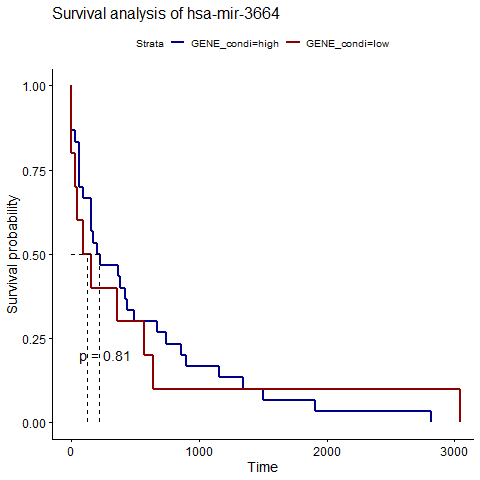 Survival analysis of hsa-mir-3664
Strata GENE_condi=high GENE_condi=low
1.00
0.75
0.50
0.25
0.00
Survival probability
p = 0.81
0 1000 2000 3000
Time